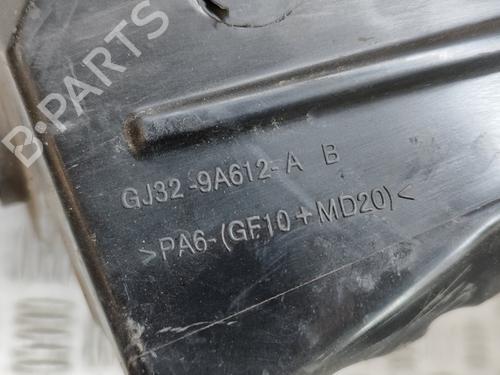 B-PARTS
GJ32-9A612-A B
>PA6-(GF10+MD20)<